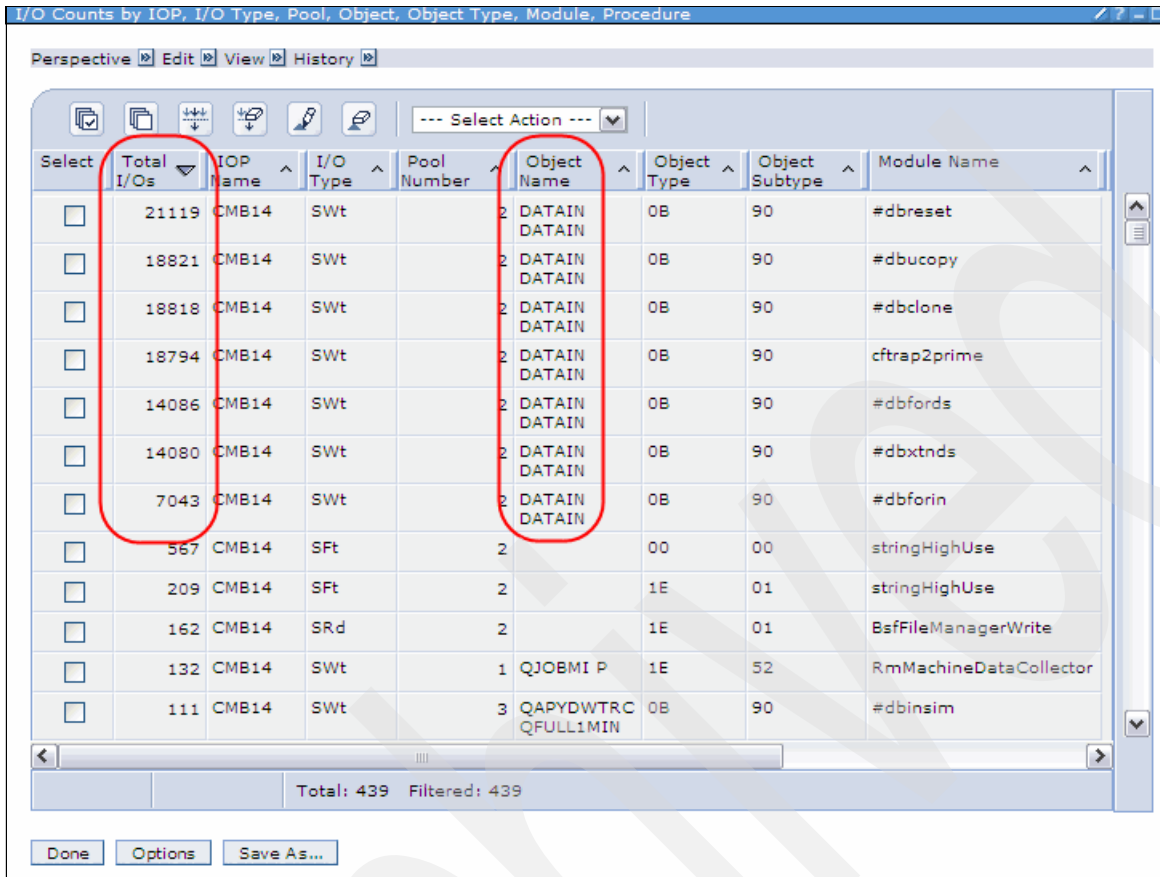 I/O Counts by IOP, I/O Type, Pool, Object, Object Type, Module, Procedure
Perspective Edit View History
--- Select Action ---
Select Total I/Os IOP Name I/O Type Pool Number Object Name Object Type Object Subtype Module Name
21119 CMB14 SWt 2 DATAIN DATAIN 0B 90 #dbreset
18821 CMB14 SWt 2 DATAIN DATAIN 0B 90 #dbucopy
18818 CMB14 SWt 2 DATAIN DATAIN 0B 90 #dbclone
18794 CMB14 SWt 2 DATAIN DATAIN 0B 90 cftrap2prime
14086 CMB14 SWt 2 DATAIN DATAIN 0B 90 #dbfords
14080 CMB14 SWt 2 DATAIN DATAIN 0B 90 #dbxtnds
7043 CMB14 SWt 2 DATAIN DATAIN 0B 90 #dbforin
567 CMB14 SFt 2 00 00 stringHighUse
209 CMB14 SFt 2 1E 01 stringHighUse
162 CMB14 SRd 2 1E 01 BsfFileManagerWrite
132 CMB14 SWt 1 QJOBMI P 1E 52 RmMachineDataCollector
111 CMB14 SWt 3 QAPYDWTRC QFULL1MIN 0B 90 #dbinsim
Total: 439 Filtered: 439
Done Options Save As...